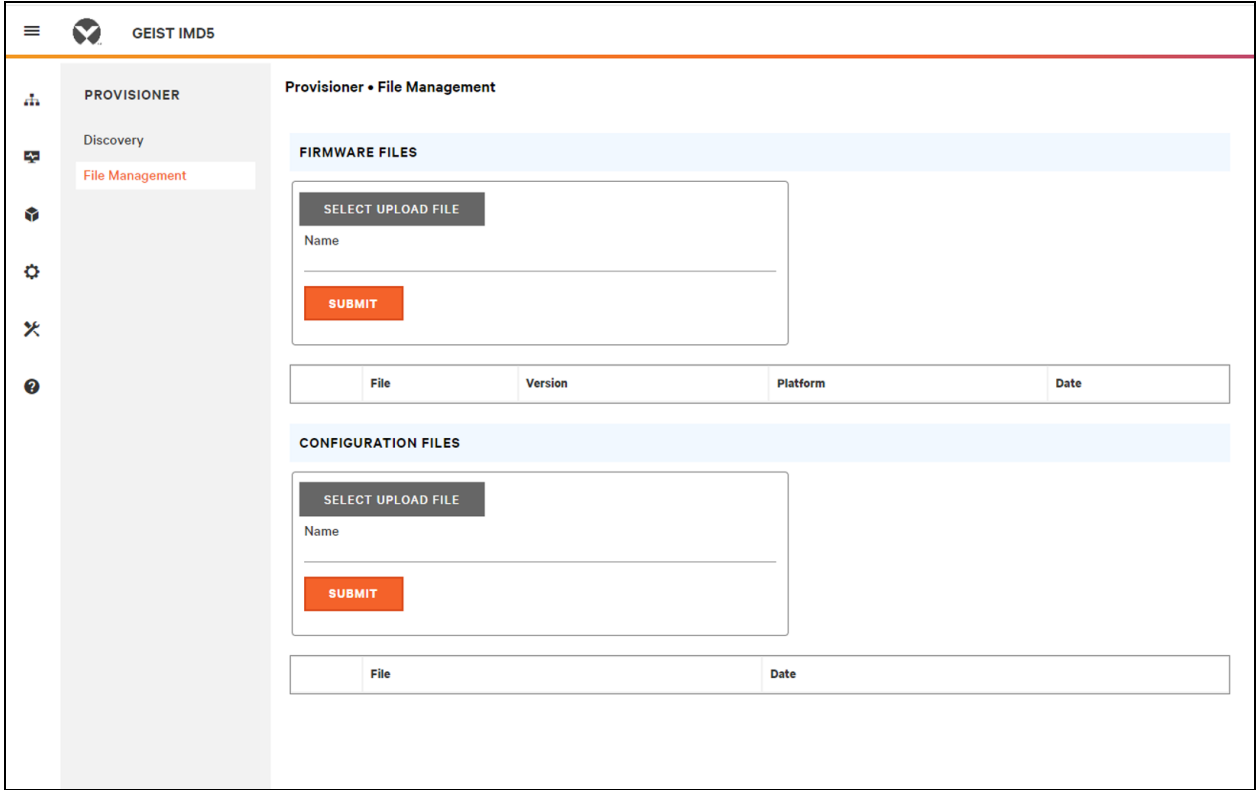 GEIST IMD5
PROVISIONER
Discovery
File Management
Provisioner • File Management
FIRMWARE FILES
SELECT UPLOAD FILE
Name
SUBMIT
File Version Platform Date
CONFIGURATION FILES
SELECT UPLOAD FILE
Name
SUBMIT
File Date